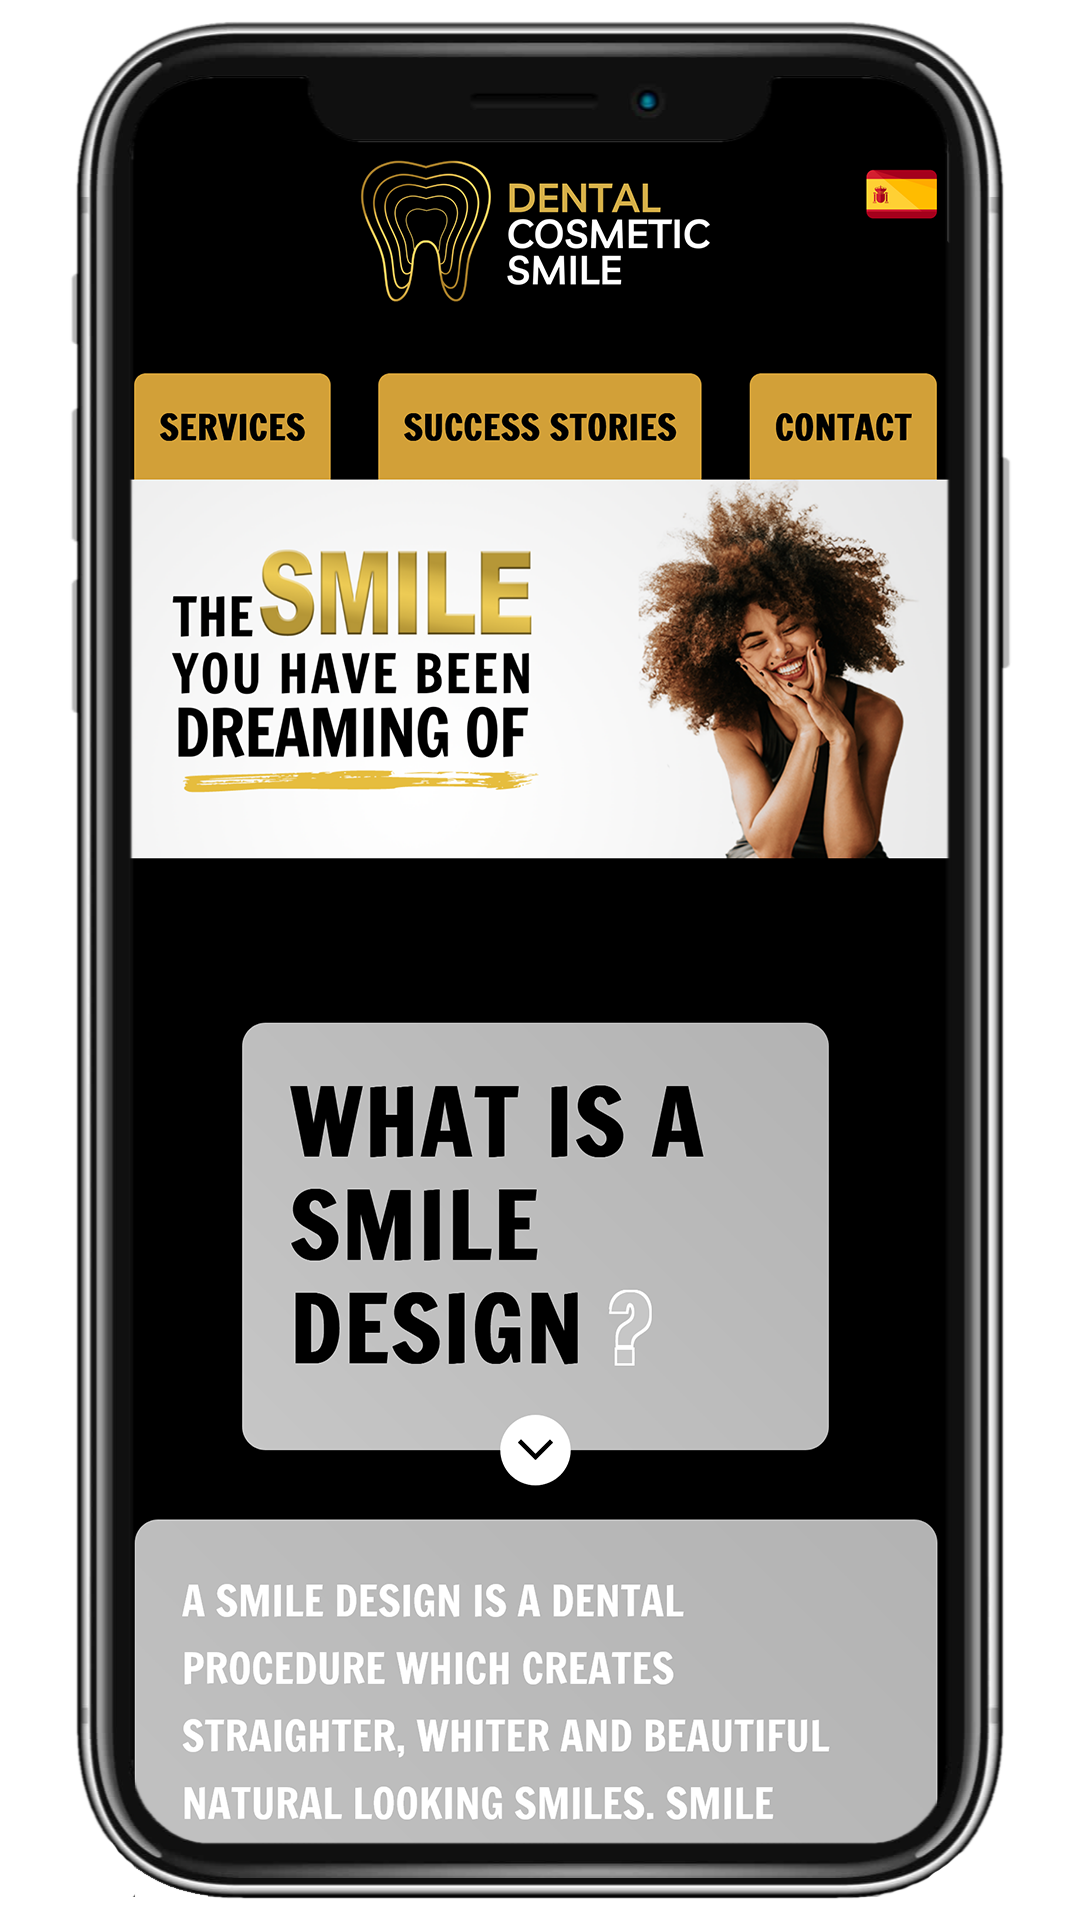 DENTAL
COSMETIC
SMILE
SERVICES
SUCCESS STORIES
CONTACT
THE SMILE
YOU HAVE BEEN
DREAMING OF
WHAT IS A
SMILE
DESIGN ?
A SMILE DESIGN IS A DENTAL
PROCEDURE WHICH CREATES
STRAIGHTER, WHITER AND BEAUTIFUL
NATURAL LOOKING SMILES. SMILE